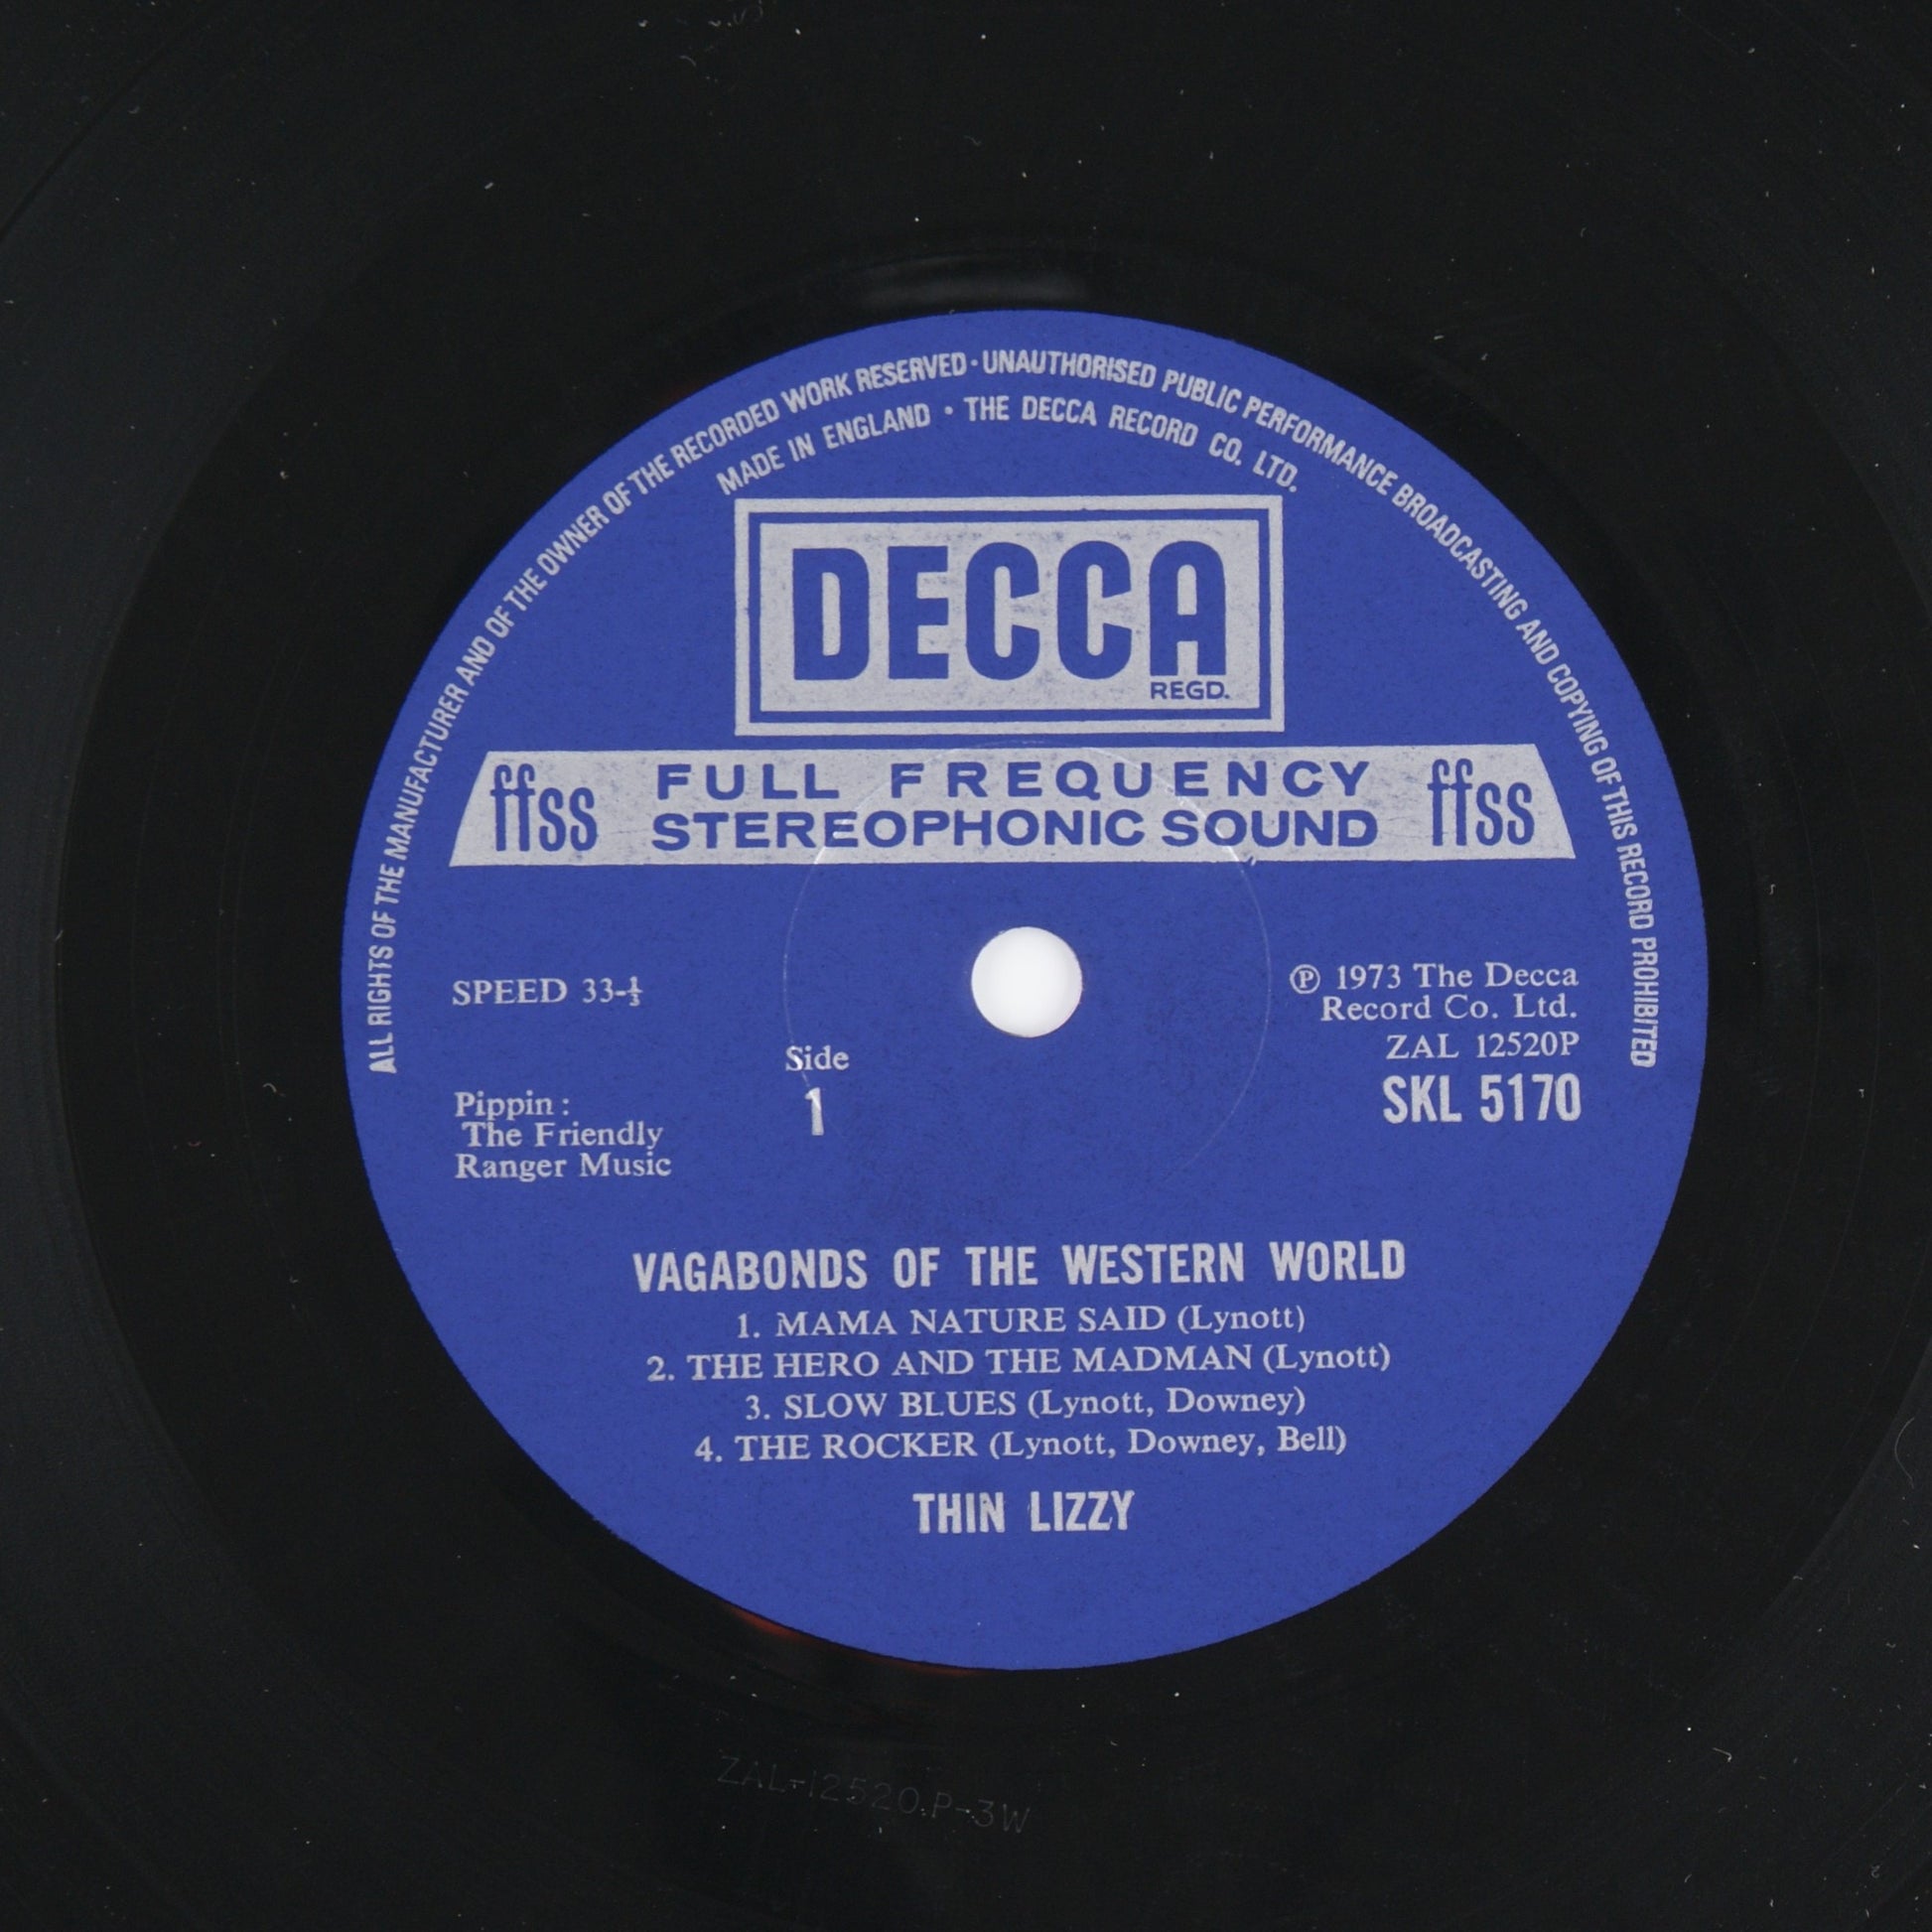 ALL RIGHTS OF THE MANUFACTURER AND OF THE OWNER OF THE RECORDED WORK RESERVED · UNAUTHORISED PUBLIC PERFORMANCE BROADCASTING AND COPYING OF THIS RECORD PROHIBITED
MADE IN ENGLAND · THE DECCA RECORD CO. LTD.
DECCA
REGD.
ffss FULL FREQUENCY ffss
STEREOPHONIC SOUND
SPEED 33-⅓
℗ 1973 The Decca
Record Co. Ltd.
ZAL 12520P
SKL 5170
Side
1
Pippin :
The Friendly
Ranger Music
VAGABONDS OF THE WESTERN WORLD
1. MAMA NATURE SAID (Lynott)
2. THE HERO AND THE MADMAN (Lynott)
3. SLOW BLUES (Lynott, Downey)
4. THE ROCKER (Lynott, Downey, Bell)
THIN LIZZY
ZAL-12520.P-3W